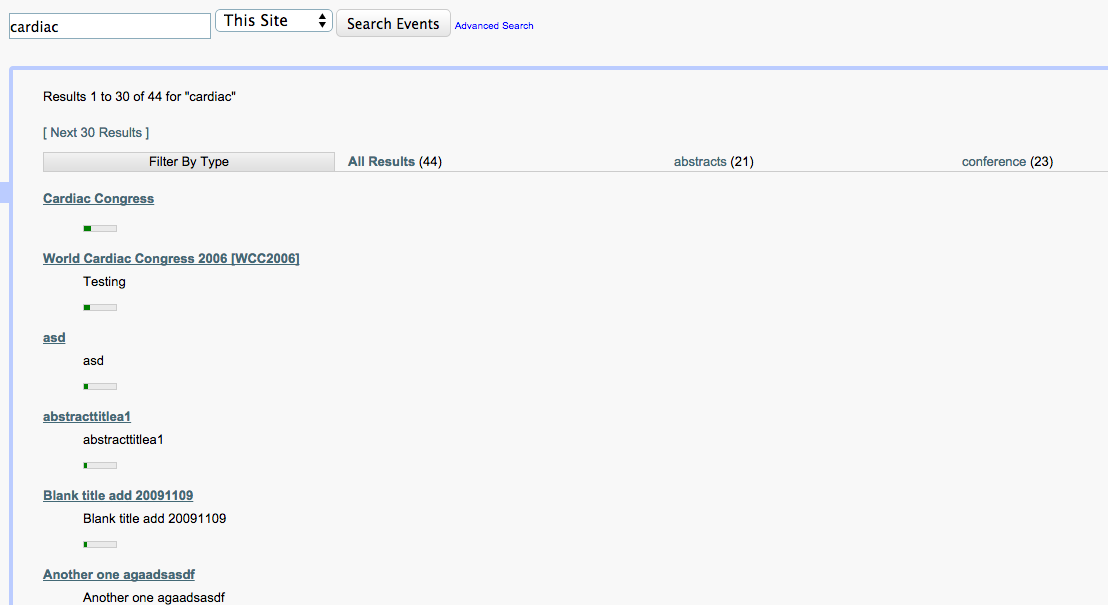 cardiac This Site Search Events Advanced Search
Results 1 to 30 of 44 for "cardiac"
[ Next 30 Results ]
Filter By Type All Results (44) abstracts (21) conference (23)
Cardiac Congress
World Cardiac Congress 2006 [WCC2006]
Testing
asd
asd
abstracttitlea1
abstracttitlea1
Blank title add 20091109
Blank title add 20091109
Another one agaadsasdf
Another one agaadsasdf